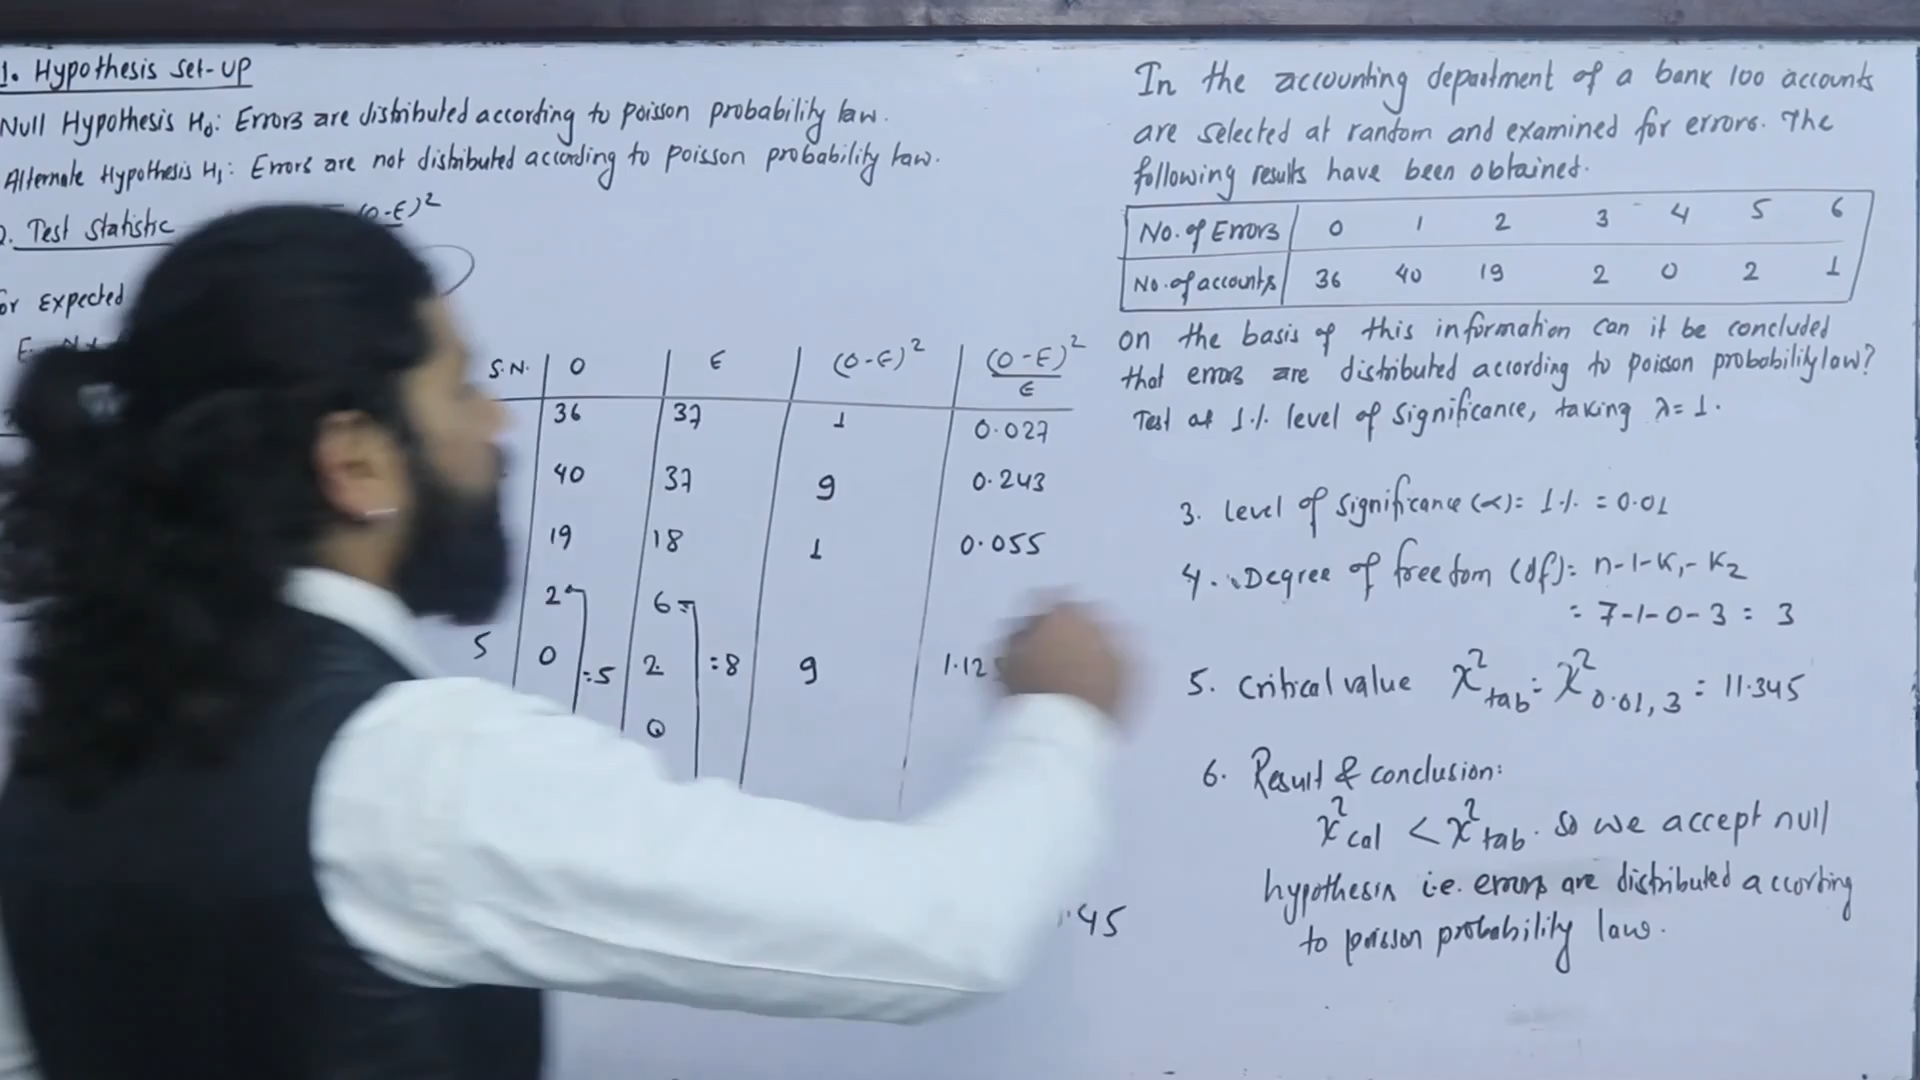 1. Hypothesis Set-up
Null Hypothesis H₀: Errors are distributed according to poisson probability law.
Alternate Hypothesis H₁: Errors are not distributed according to poisson probability law.
2. Test statistic (O-E)²
for expected
S.N. O E (O-E)² (O-E)²/E
36 37 1 0.027
40 37 9 0.243
19 18 1 0.055
2 6
5 0 =5 2 =8 9 1.125
0
.45
In the accounting department of a bank 100 accounts
are selected at random and examined for errors. The
following results have been obtained.
No. of Errors 0 1 2 3 4 5 6
No. of accounts 36 40 19 2 0 2 1
on the basis of this information can it be concluded
that errors are distributed according to poisson probability law?
Test at 1.% level of significance, taking λ=1.
3. Level of significance (α)= 1.% = 0.01
4. Degree of freedom (df)= n-1-K₁-K₂
= 7-1-0-3 = 3
5. Critical value χ²tab = χ²0.01,3 = 11.345
6. Result & conclusion:
χ²cal < χ²tab. So we accept null
hypothesis i.e. errors are distributed according
to poisson probability law.